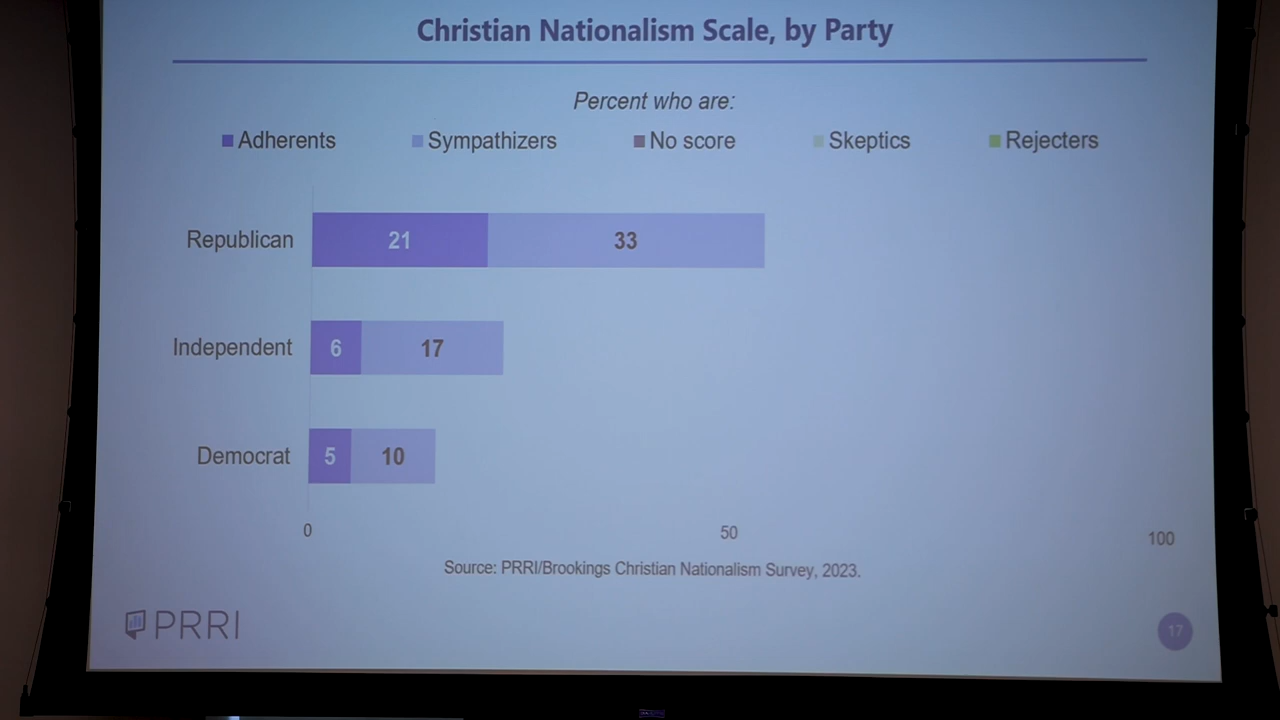 Christian Nationalism Scale, by Party
Percent who are:
Adherents Sympathizers No score Skeptics Rejecters
Republican 21 33
Independent 6 17
Democrat 5 10
0 50 100
Source: PRRI/Brookings Christian Nationalism Survey, 2023.
PRRI
17